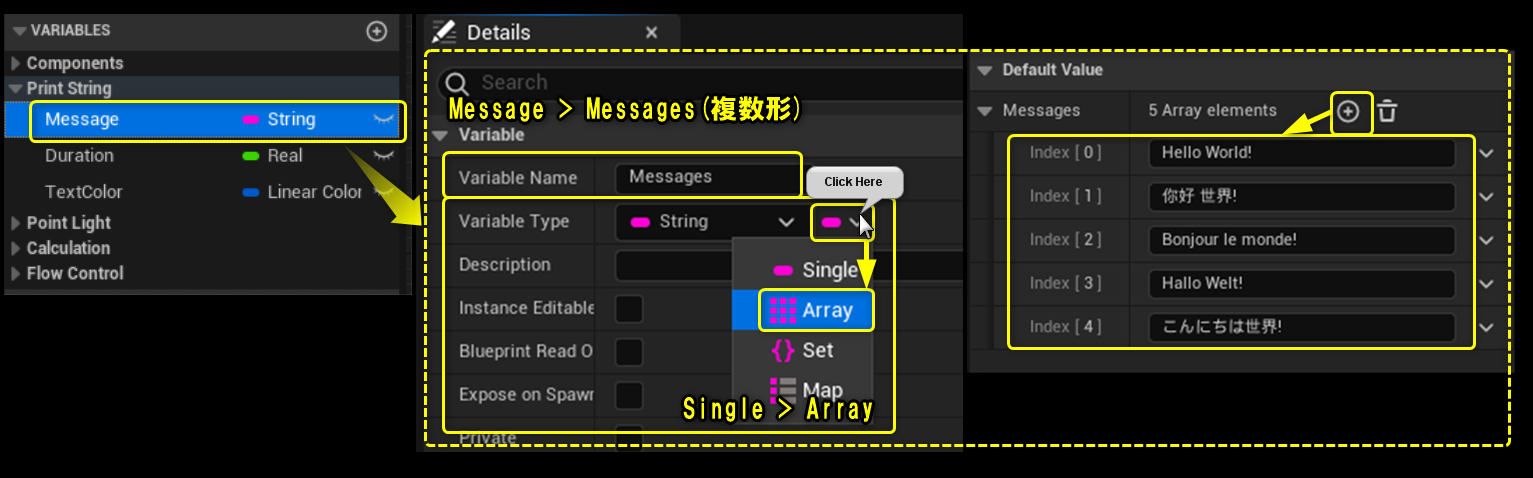 VARIABLES
Components
Print String
Message String
Duration Real
TextColor Linear Color
Point Light
Calculation
Flow Control
Details
Search
Message > Messages(複数形)
Variable
Variable Name Messages
Click Here
Variable Type String
Description
Instance Editable
Blueprint Read O
Expose on Spawn
Private
Single
Array
Set
Map
Single > Array
Default Value
Messages 5 Array elements
Index [ 0 ] Hello World!
Index [ 1 ] 你好 世界!
Index [ 2 ] Bonjour le monde!
Index [ 3 ] Hallo Welt!
Index [ 4 ] こんにちは世界!